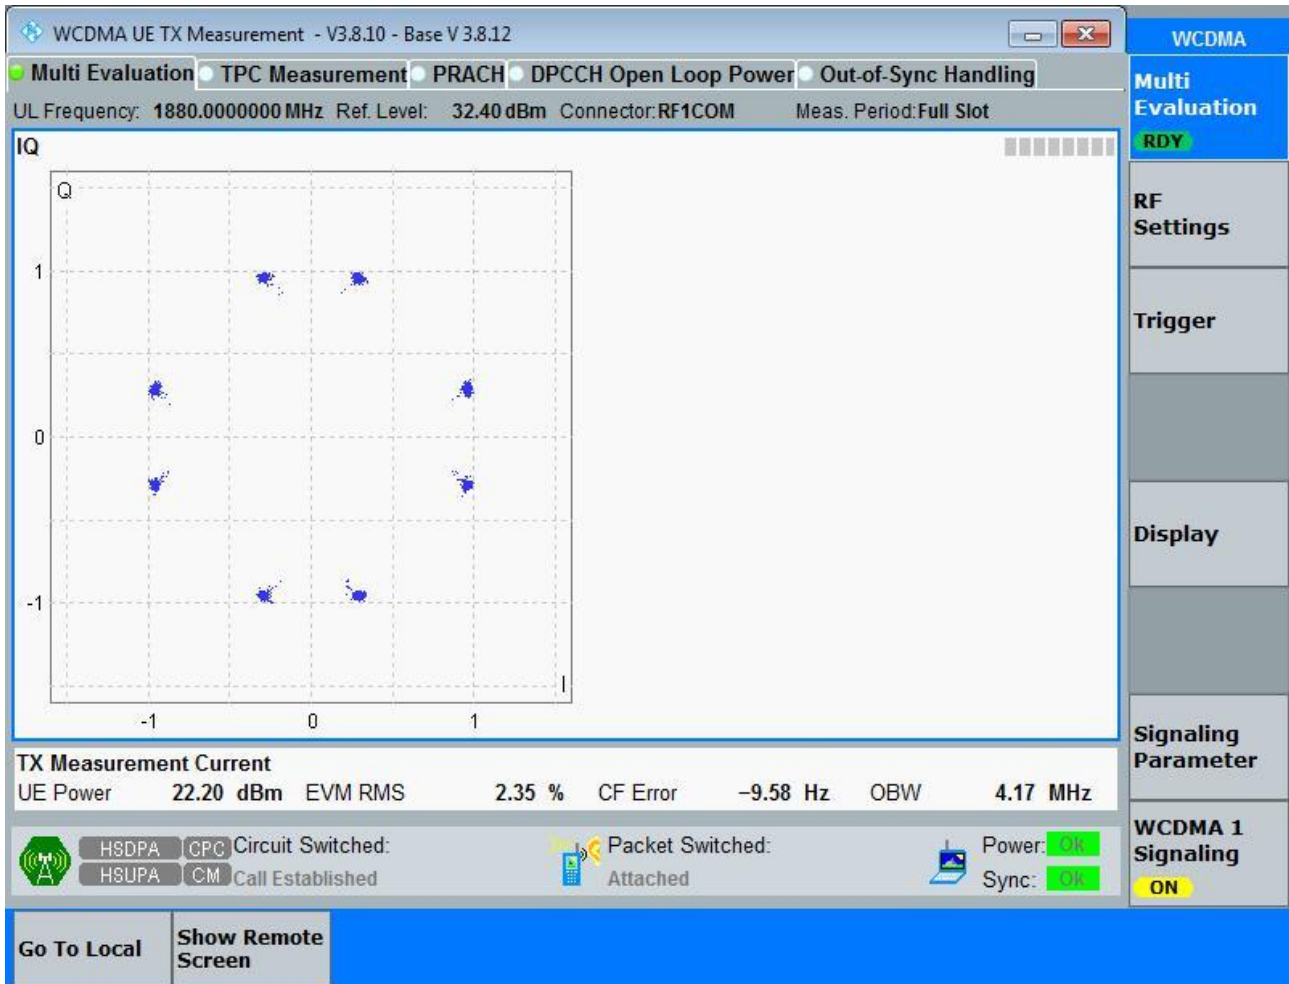 WCDMA UE TX Measurement - V3.8.10 - Base V 3.8.12
WCDMA
Multi Evaluation TPC Measurement PRACH DPCCH Open Loop Power Out-of-Sync Handling
UL Frequency: 1880.0000000 MHz Ref. Level: 32.40 dBm Connector: RF1COM Meas. Period: Full Slot
Multi
Evaluation
RDY
IQ
Q
1
0
-1
I
-1 0 1
RF
Settings
Trigger
Display
Signaling
Parameter
TX Measurement Current
UE Power 22.20 dBm EVM RMS 2.35 % CF Error −9.58 Hz OBW 4.17 MHz
HSDPA CPC Circuit Switched: Packet Switched: Power: Ok
HSUPA CM Call Established Attached Sync: Ok
WCDMA 1
Signaling
ON
Go To Local
Show Remote
Screen